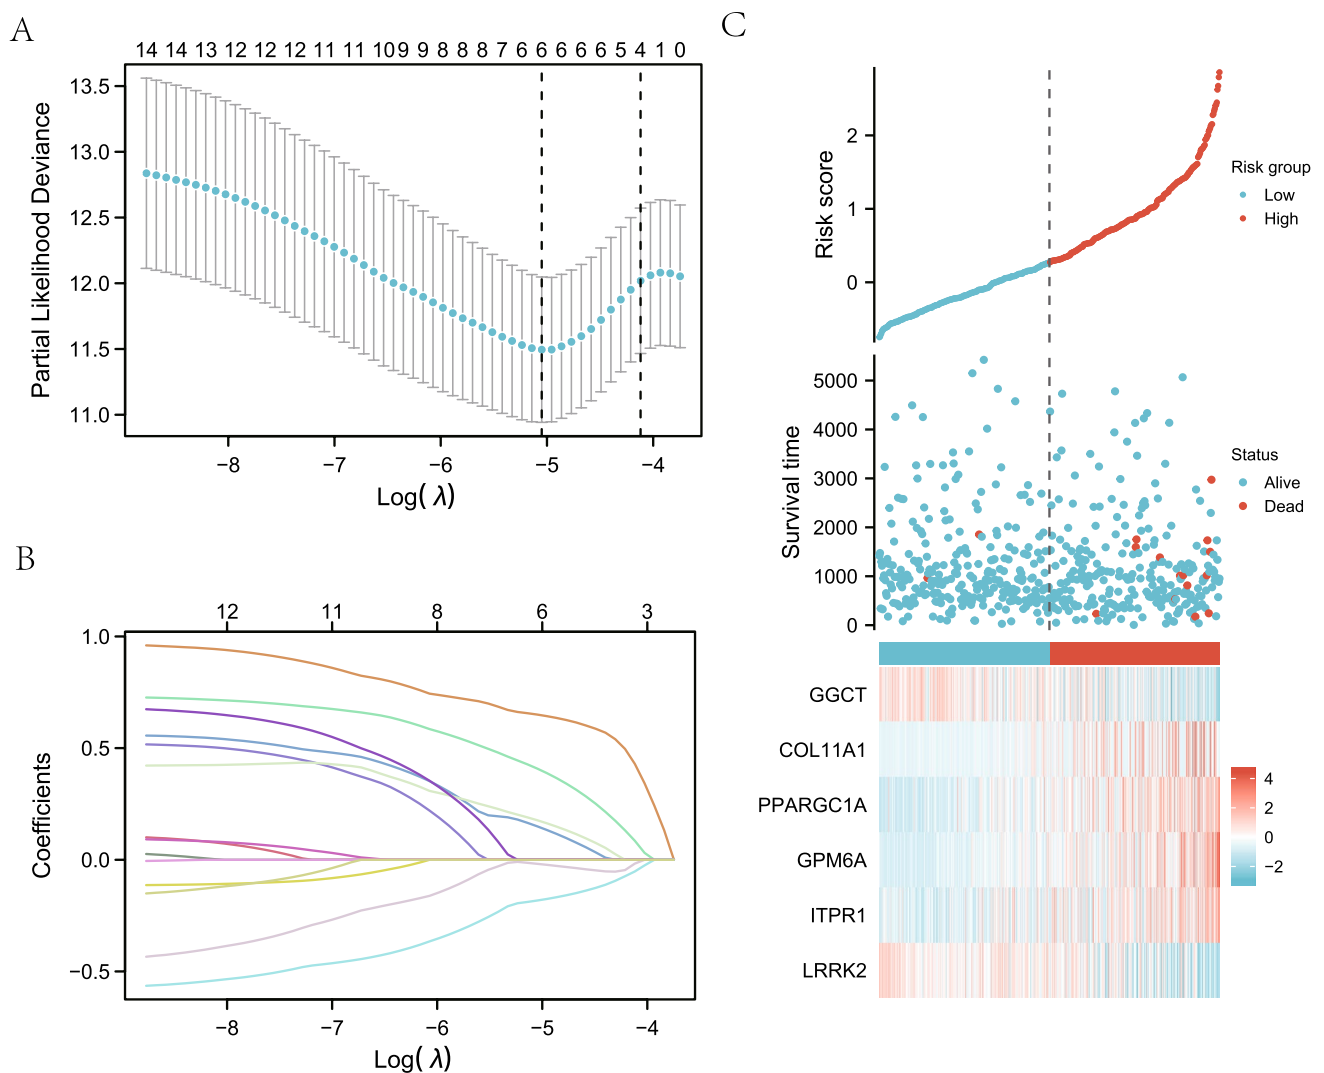 A
14 14 13 12 12 12 11 11 10 9 9 8 8 8 7 6 6 6 6 6 5 4 1 0
13.5
13.0
12.5
12.0
11.5
11.0
Partial Likelihood Deviance
−8 −7 −6 −5 −4
Log( λ)
B
12 11 8 6 3
1.0
0.5
0.0
−0.5
Coefficients
−8 −7 −6 −5 −4
Log( λ)
C
2
1
0
Risk score
Risk group
Low
High
5000
4000
3000
2000
1000
0
Survival time
Status
Alive
Dead
GGCT
COL11A1
PPARGC1A
GPM6A
ITPR1
LRRK2
4
2
0
−2